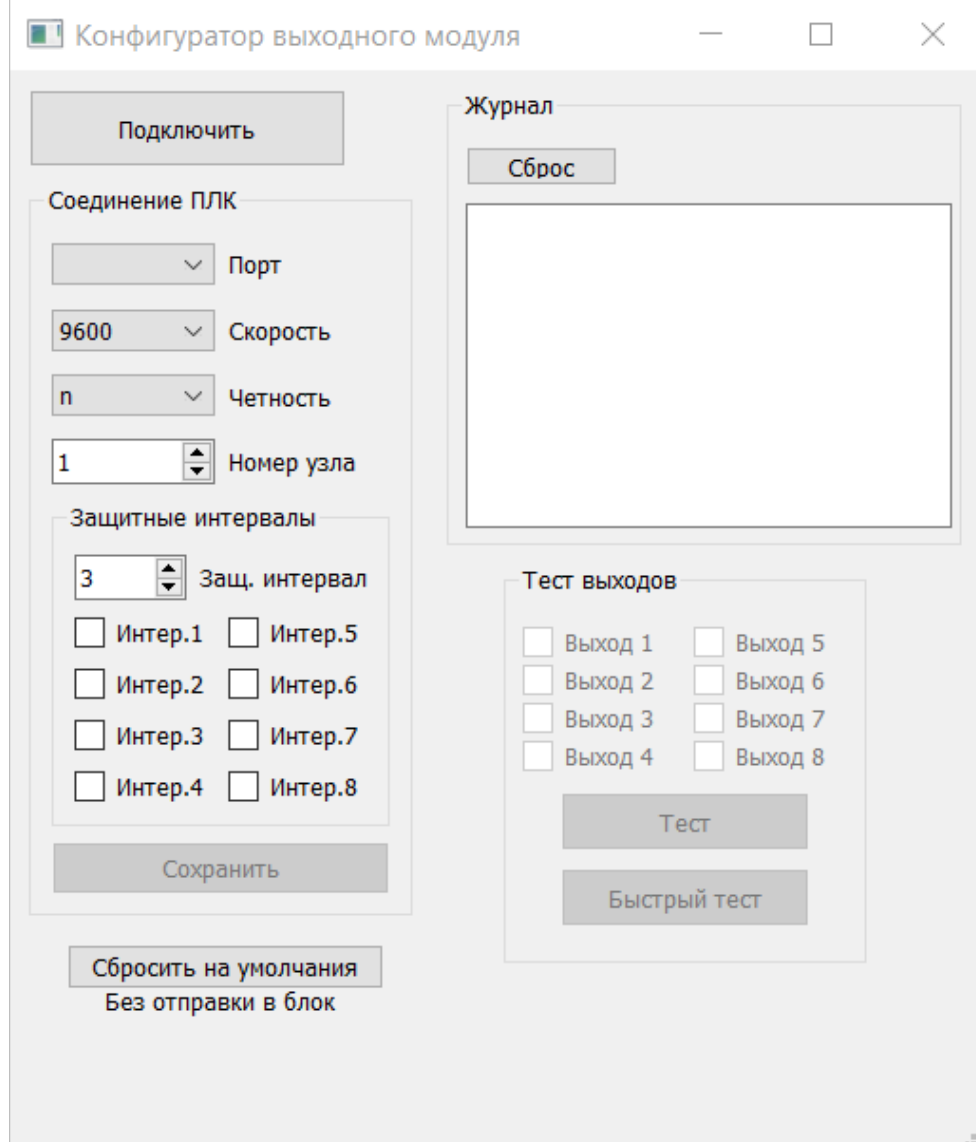 Конфигуратор выходного модуля
Подключить
Соединение ПЛК
Порт
9600 Скорость
n Четность
1 Номер узла
Защитные интервалы
3 Защ. интервал
Интер.1 Интер.5
Интер.2 Интер.6
Интер.3 Интер.7
Интер.4 Интер.8
Сохранить
Сбросить на умолчания
Без отправки в блок
Журнал
Сброс
Тест выходов
Выход 1 Выход 5
Выход 2 Выход 6
Выход 3 Выход 7
Выход 4 Выход 8
Тест
Быстрый тест